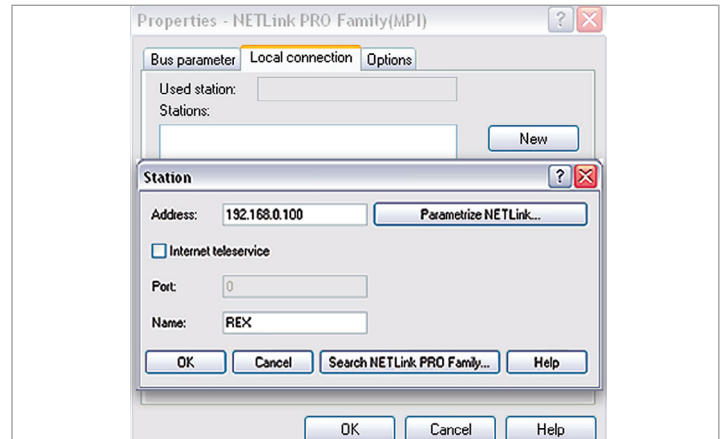 Properties - NETLink PRO Family(MPI)
Bus parameter Local connection Options
Used station:
Stations:
New
Station
Address: 192.168.0.100 Parametrize NETLink...
Internet teleservice
Port: 0
Name: REX
OK Cancel Search NETLink PRO Family... Help
OK Cancel Help